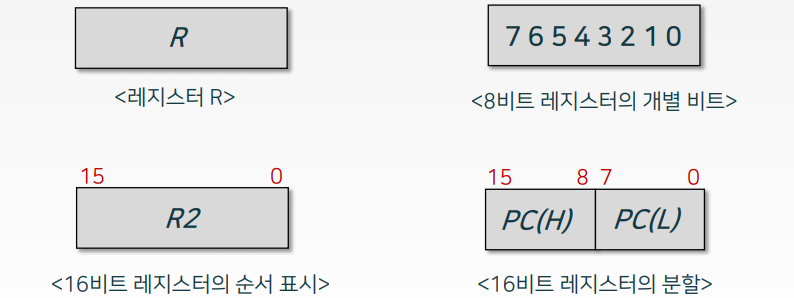 R
7 6 5 4 3 2 1 0
<레지스터 R>
<8비트 레지스터의 개별 비트>
15 0
R2
15 8 7 0
PC(H) PC(L)
<16비트 레지스터의 순서 표시>
<16비트 레지스터의 분할>